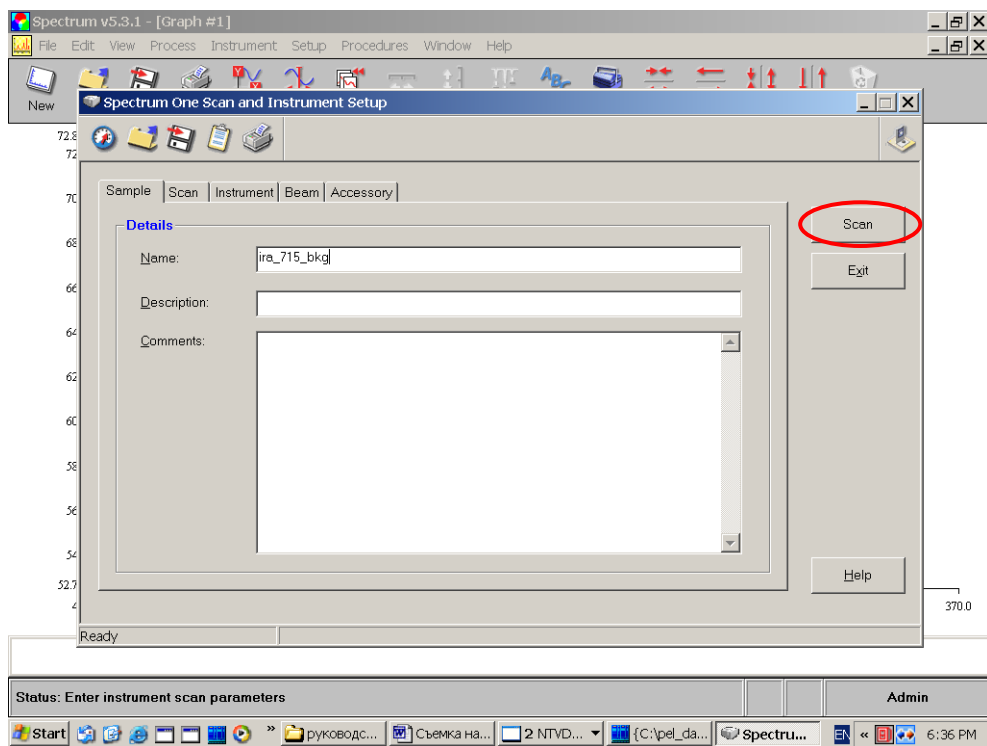 Spectrum v5.3.1 - [Graph #1]
File Edit View Process Instrument Setup Procedures Window Help
New
Spectrum One Scan and Instrument Setup
72.8
72
70
68
66
64
62
60
58
56
54
52.7
4
370.0
Sample Scan Instrument Beam Accessory
Details
Name: ira_715_bkg
Description:
Comments:
Scan
Exit
Help
Ready
Status: Enter instrument scan parameters
Admin
Start » руководс... Съемка на... 2 NTVD... {C:\pel_da... Spectru... EN « 6:36 PM